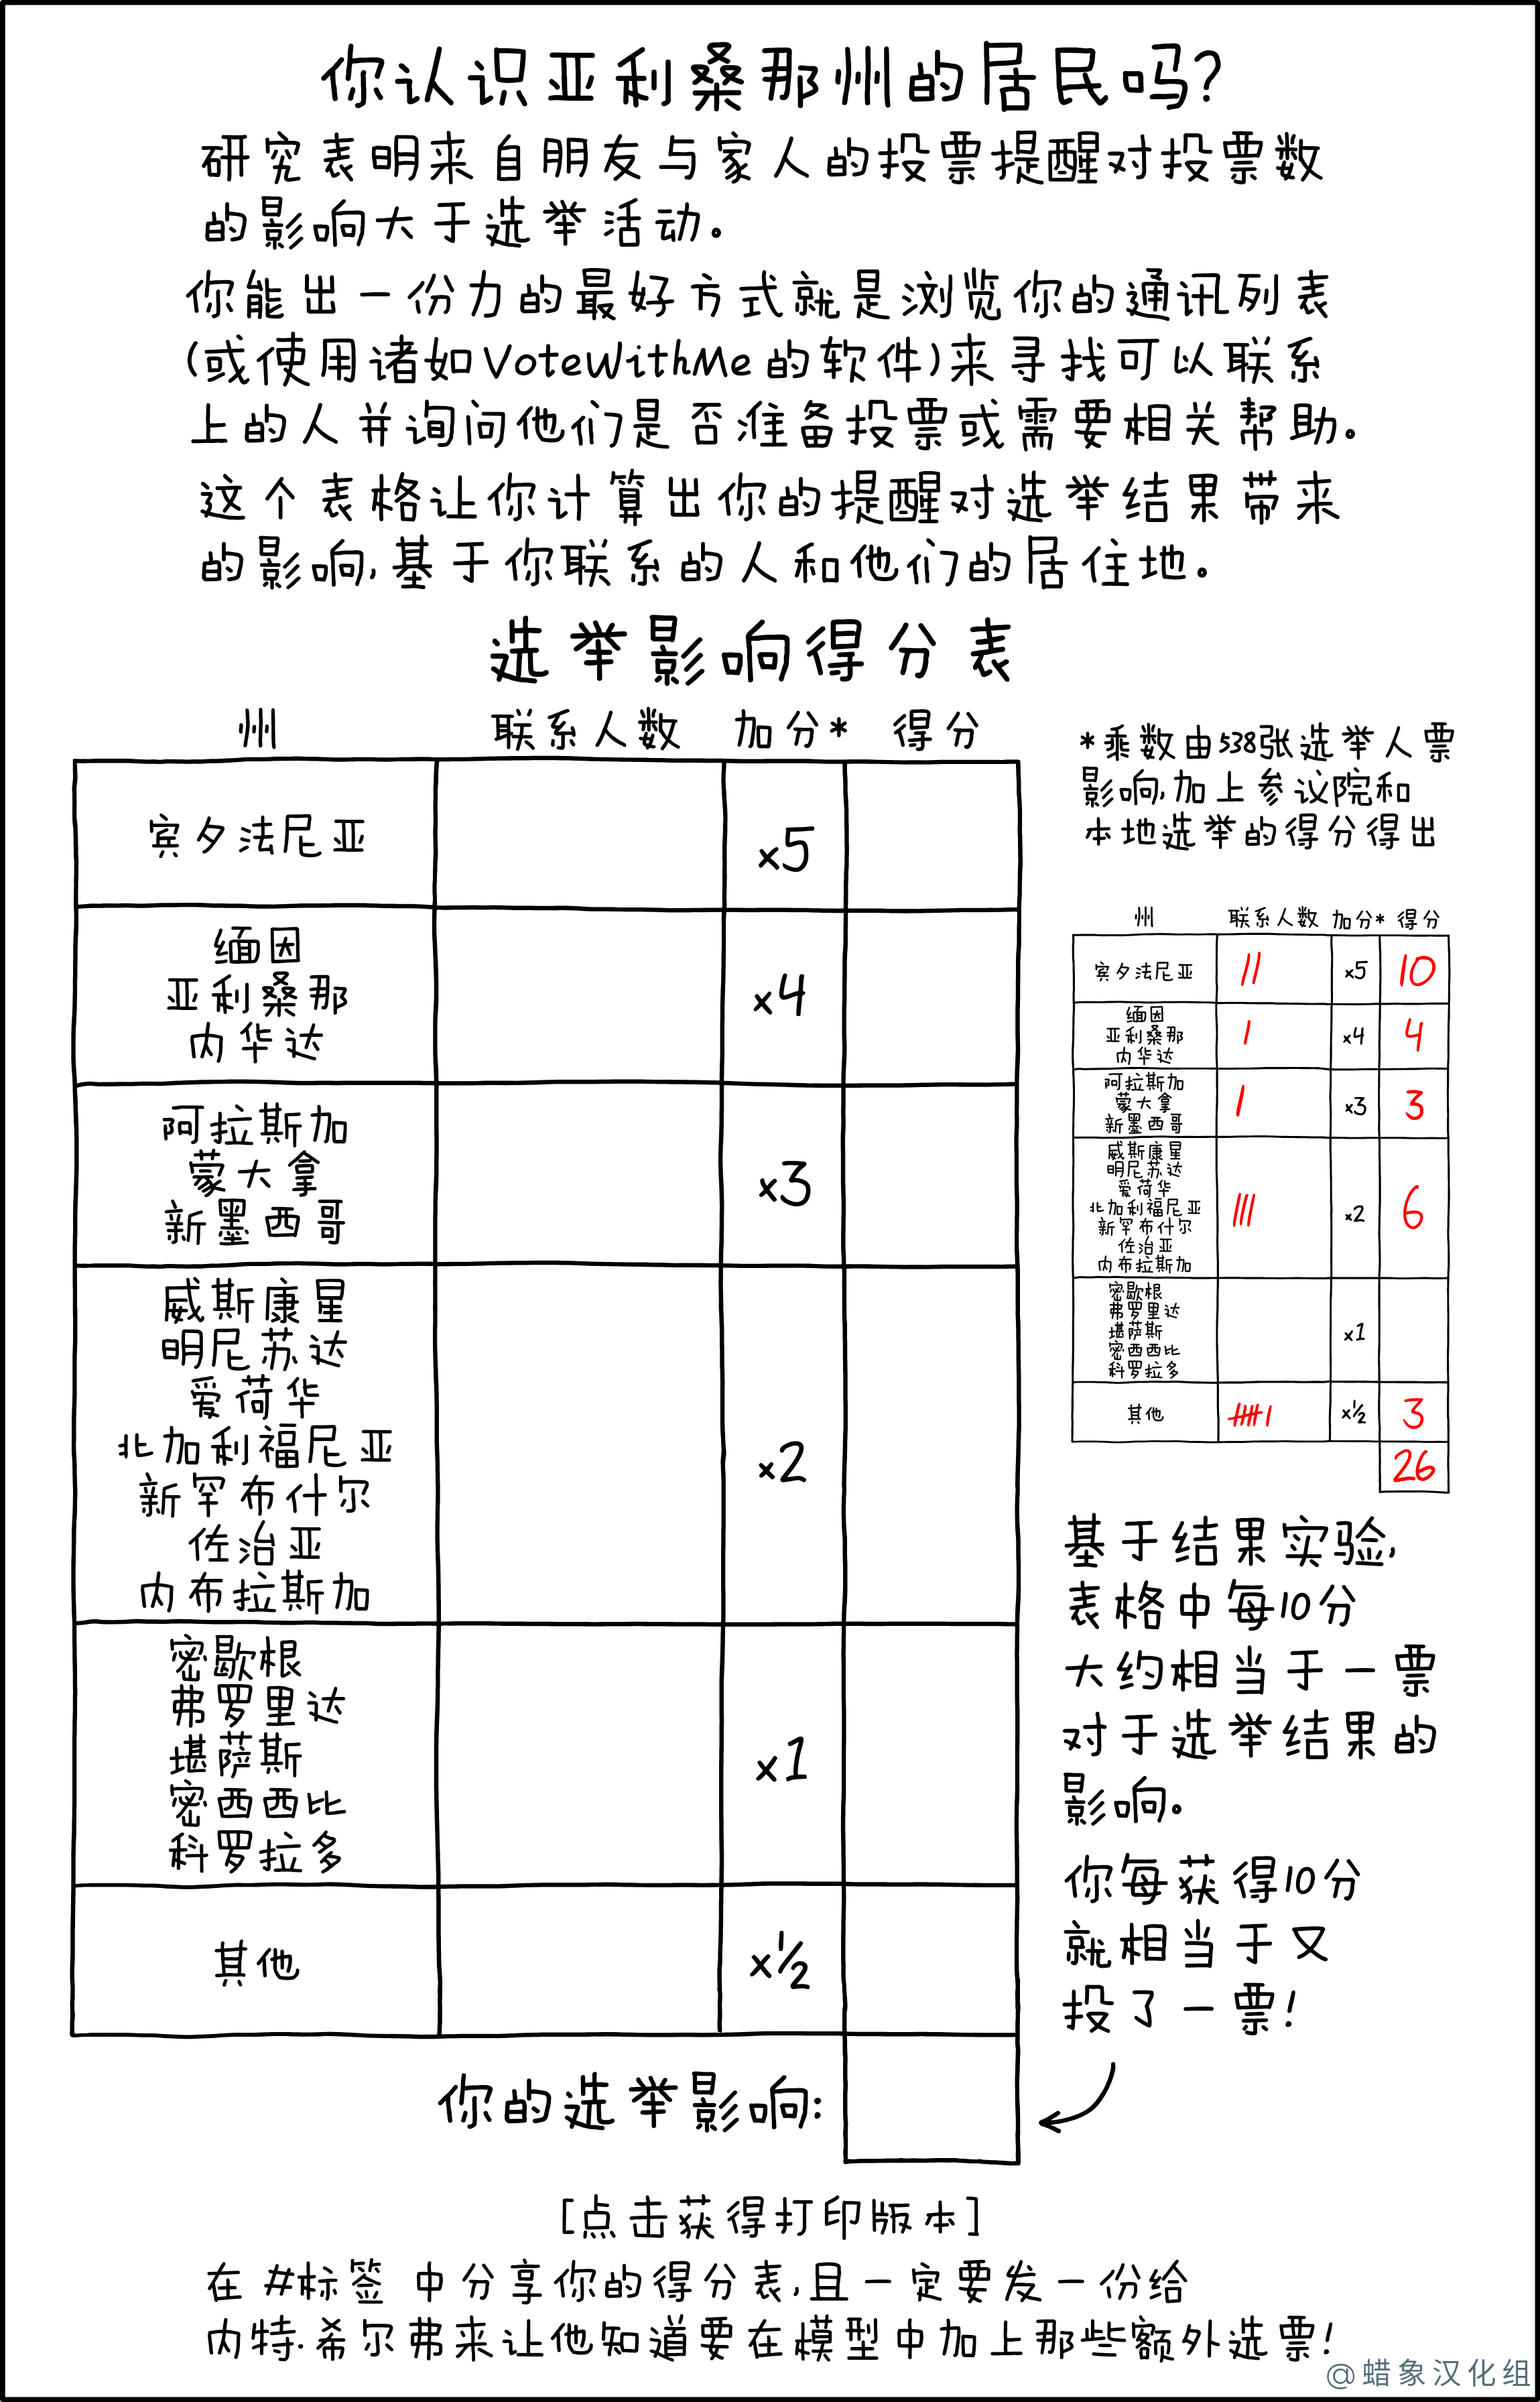 你认识亚利桑那州的居民吗?
研究表明来自朋友与家人的投票提醒对投票数
的影响大于选举活动。
你能出一份力的最好方式就是浏览你的通讯列表
(或使用诸如VoteWithMe的软件)来寻找可以联系
上的人并询问他们是否准备投票或需要相关帮助。
这个表格让你计算出你的提醒对选举结果带来
的影响,基于你联系的人和他们的居住地。
选举影响得分表
州 联系人数 加分* 得分
宾夕法尼亚 x5
缅因
亚利桑那 x4
内华达
阿拉斯加
蒙大拿 x3
新墨西哥
威斯康星
明尼苏达
爱荷华
北加利福尼亚 x2
新罕布什尔
佐治亚
内布拉斯加
密歇根
弗罗里达
堪萨斯 x1
密西西比
科罗拉多
其他 x½
你的选举影响:
*乘数由538张选举人票
影响,加上参议院和
本地选举的得分得出
州 联系人数 加分* 得分
宾夕法尼亚 x5 10
缅因
亚利桑那 x4 4
内华达
阿拉斯加
蒙大拿 x3 3
新墨西哥
威斯康星
明尼苏达
爱荷华
北加利福尼亚 x2 6
新罕布什尔
佐治亚
内布拉斯加
密歇根
弗罗里达
堪萨斯 x1
密西西比
科罗拉多
其他 x½ 3
26
基于结果实验,
表格中每10分
大约相当于一票
对于选举结果的
影响。
你每获得10分
就相当于又
投了一票!
[点击获得打印版本]
在 #标签 中分享你的得分表,且一定要发一份给
内特·希尔弗来让他知道要在模型中加上那些额外选票!
@蜡象汉化组